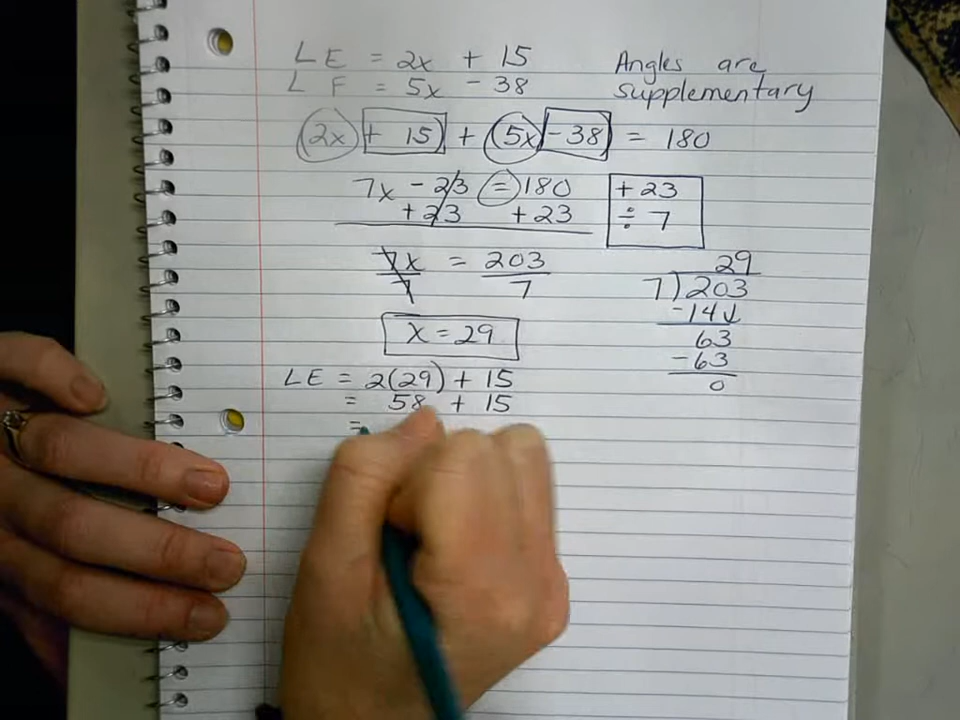 ∠E = 2x + 15
∠F = 5x - 38
Angles are
supplementary
(2x + 15) + (5x - 38) = 180
7x - 23 = 180
+23 +23
+23
÷ 7
7x = 203
7 7
x = 29
29
7)203
-14↓
63
-63
0
∠E = 2(29) + 15
= 58 + 15
=